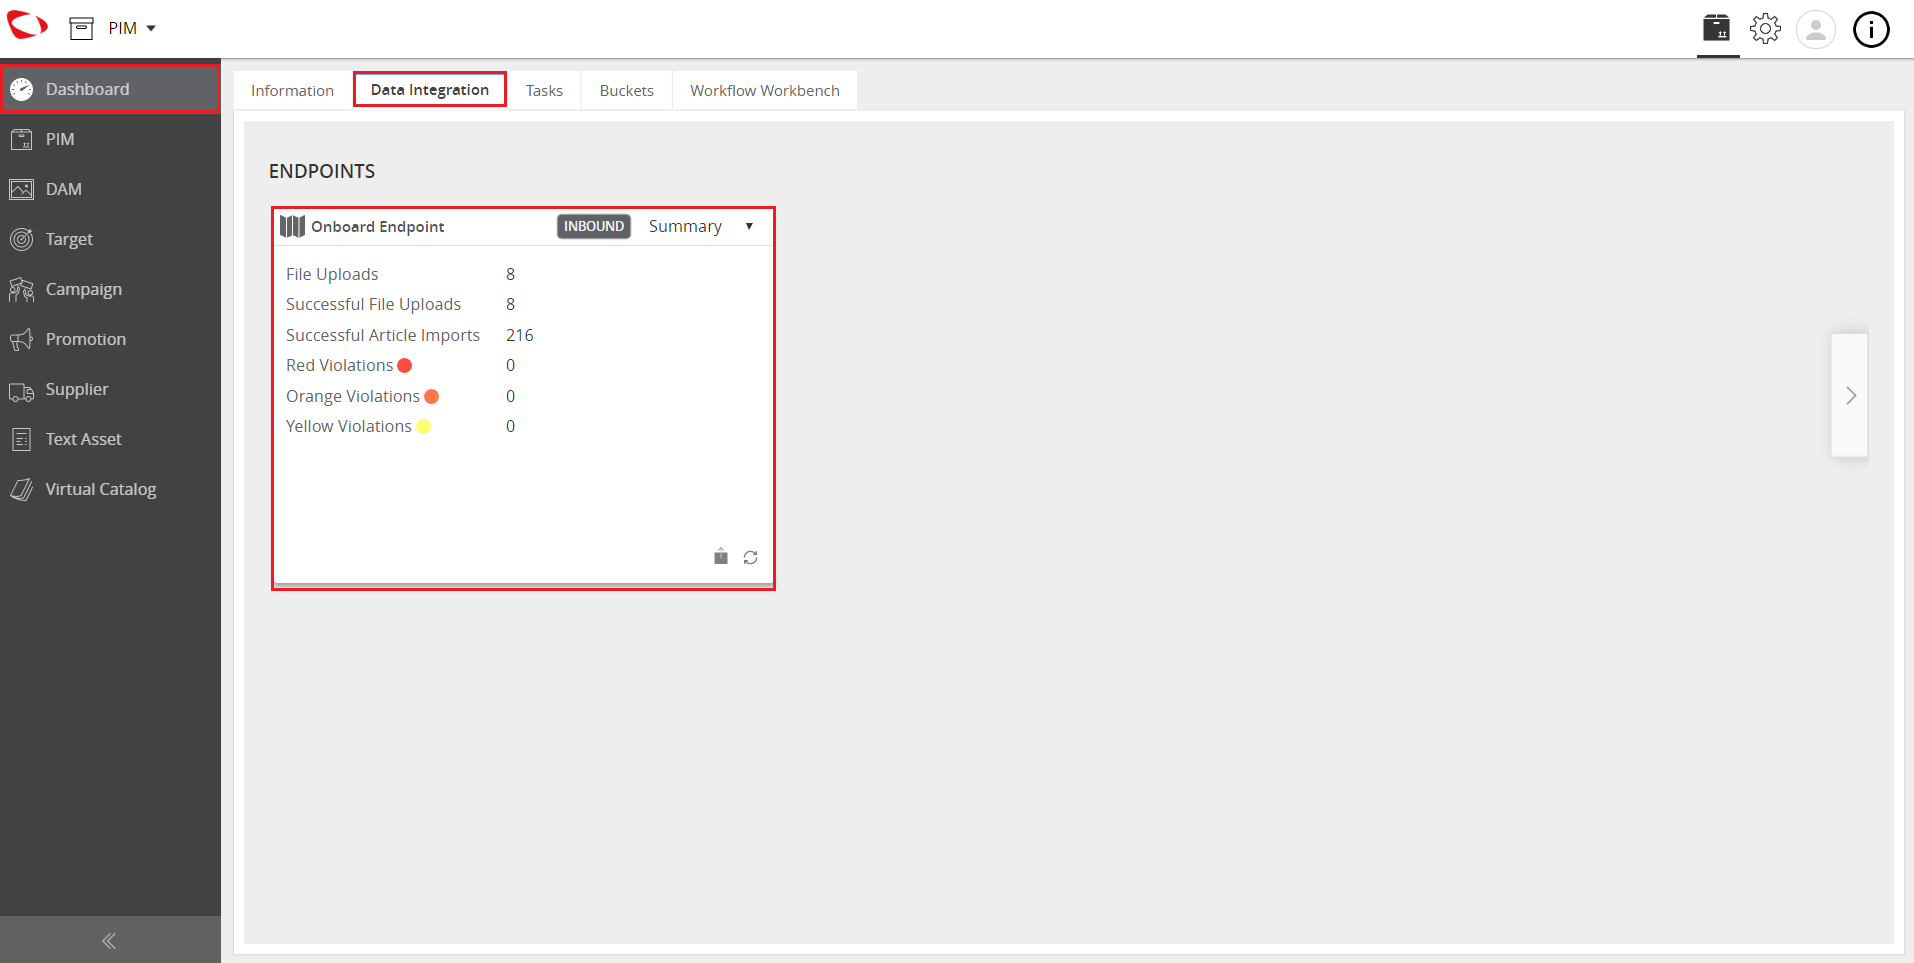 PIM
Dashboard
PIM
DAM
Target
Campaign
Promotion
Supplier
Text Asset
Virtual Catalog
Information
Data Integration
Tasks
Buckets
Workflow Workbench
ENDPOINTS
Onboard Endpoint INBOUND Summary
File Uploads 8
Successful File Uploads 8
Successful Article Imports 216
Red Violations 0
Orange Violations 0
Yellow Violations 0